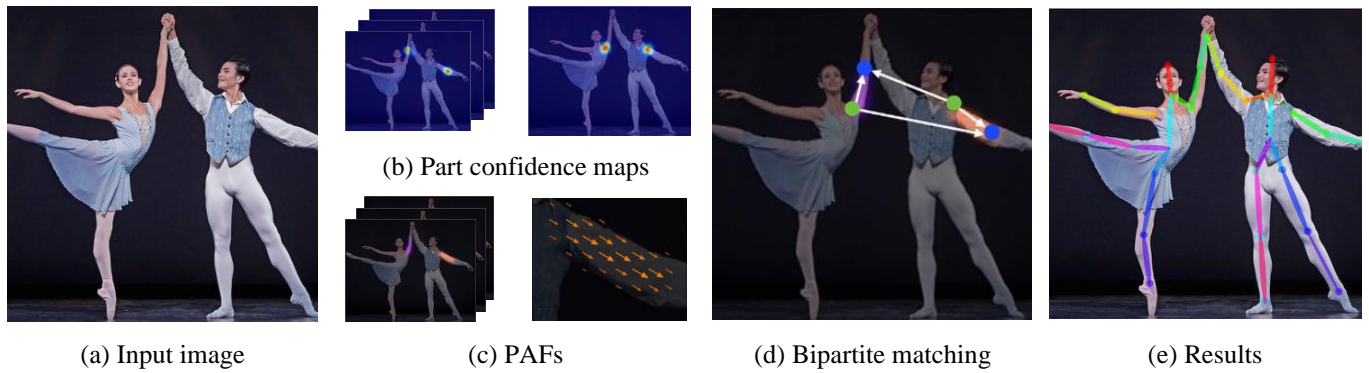 (b) Part confidence maps
(a) Input image
(c) PAFs
(d) Bipartite matching
(e) Results